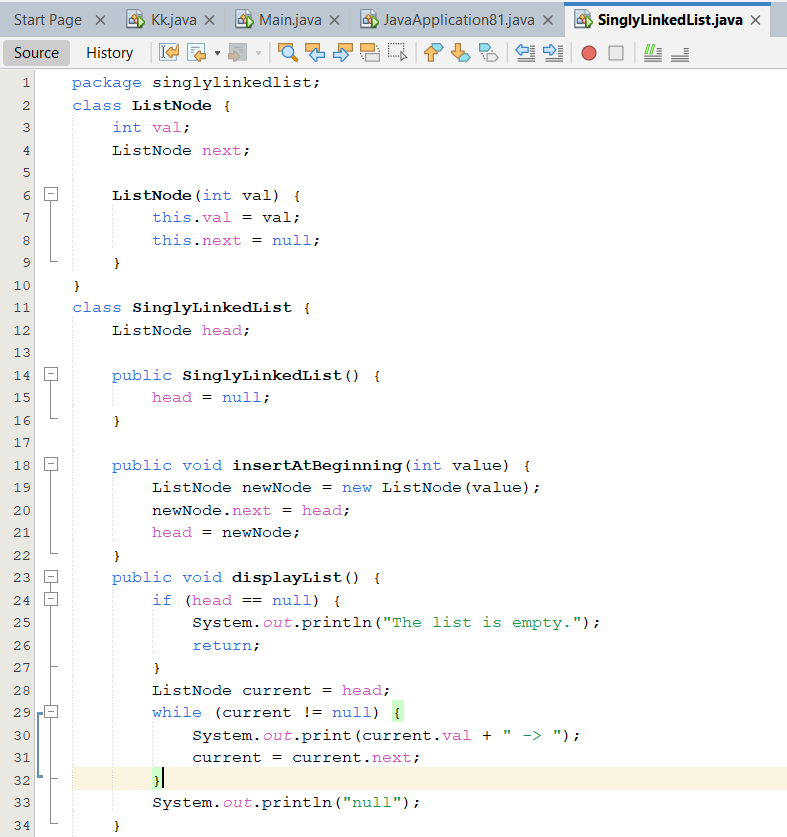 Start Page Kk.java Main.java JavaApplication81.java SinglyLinkedList.java
Source History
1 package singlylinkedlist;
2 class ListNode {
3     int val;
4     ListNode next;
5
6     ListNode(int val) {
7         this.val = val;
8         this.next = null;
9     }
10 }
11 class SinglyLinkedList {
12     ListNode head;
13
14     public SinglyLinkedList() {
15         head = null;
16     }
17
18     public void insertAtBeginning(int value) {
19         ListNode newNode = new ListNode(value);
20         newNode.next = head;
21         head = newNode;
22     }
23     public void displayList() {
24         if (head == null) {
25             System.out.println("The list is empty.");
26             return;
27         }
28         ListNode current = head;
29         while (current != null) {
30             System.out.print(current.val + " -> ");
31             current = current.next;
32         }
33         System.out.println("null");
34     }